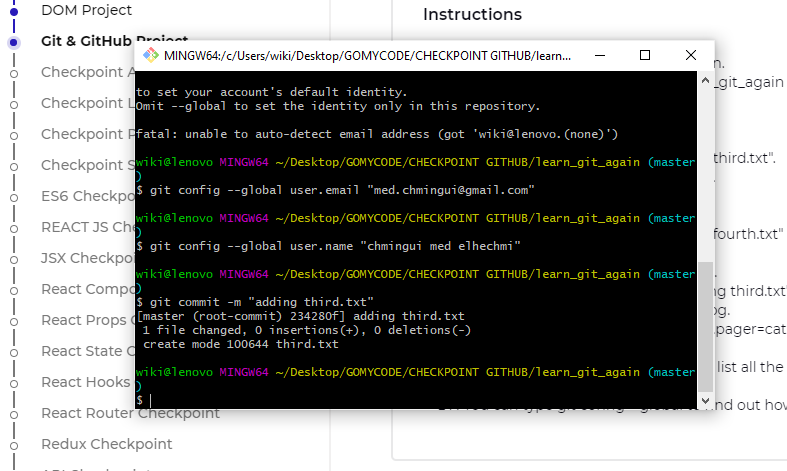 DOM Project
Git & GitHub Project
Checkpoint A
Checkpoint L
Checkpoint P
Checkpoint S
ES6 Checkpo
REACT JS Che
JSX Checkpoi
React Compo
React Props C
React State C
React Hooks
React Router Checkpoint
Redux Checkpoint
Instructions
n.
_git_again
third.txt".
fourth.txt"
ng third.txt"
og.
.pager=cat
list all the
MINGW64:/c/Users/wiki/Desktop/GOMYCODE/CHECKPOINT GITHUB/learn...
to set your account's default identity.
Omit --global to set the identity only in this repository.
fatal: unable to auto-detect email address (got 'wiki@lenovo.(none)')
wiki@lenovo MINGW64 ~/Desktop/GOMYCODE/CHECKPOINT GITHUB/learn_git_again (master
)
$ git config --global user.email "med.chmingui@gmail.com"
wiki@lenovo MINGW64 ~/Desktop/GOMYCODE/CHECKPOINT GITHUB/learn_git_again (master
)
$ git config --global user.name "chmingui med elhechmi"
wiki@lenovo MINGW64 ~/Desktop/GOMYCODE/CHECKPOINT GITHUB/learn_git_again (master
)
$ git commit -m "adding third.txt"
[master (root-commit) 234280f] adding third.txt
1 file changed, 0 insertions(+), 0 deletions(-)
create mode 100644 third.txt
wiki@lenovo MINGW64 ~/Desktop/GOMYCODE/CHECKPOINT GITHUB/learn_git_again (master
)
$